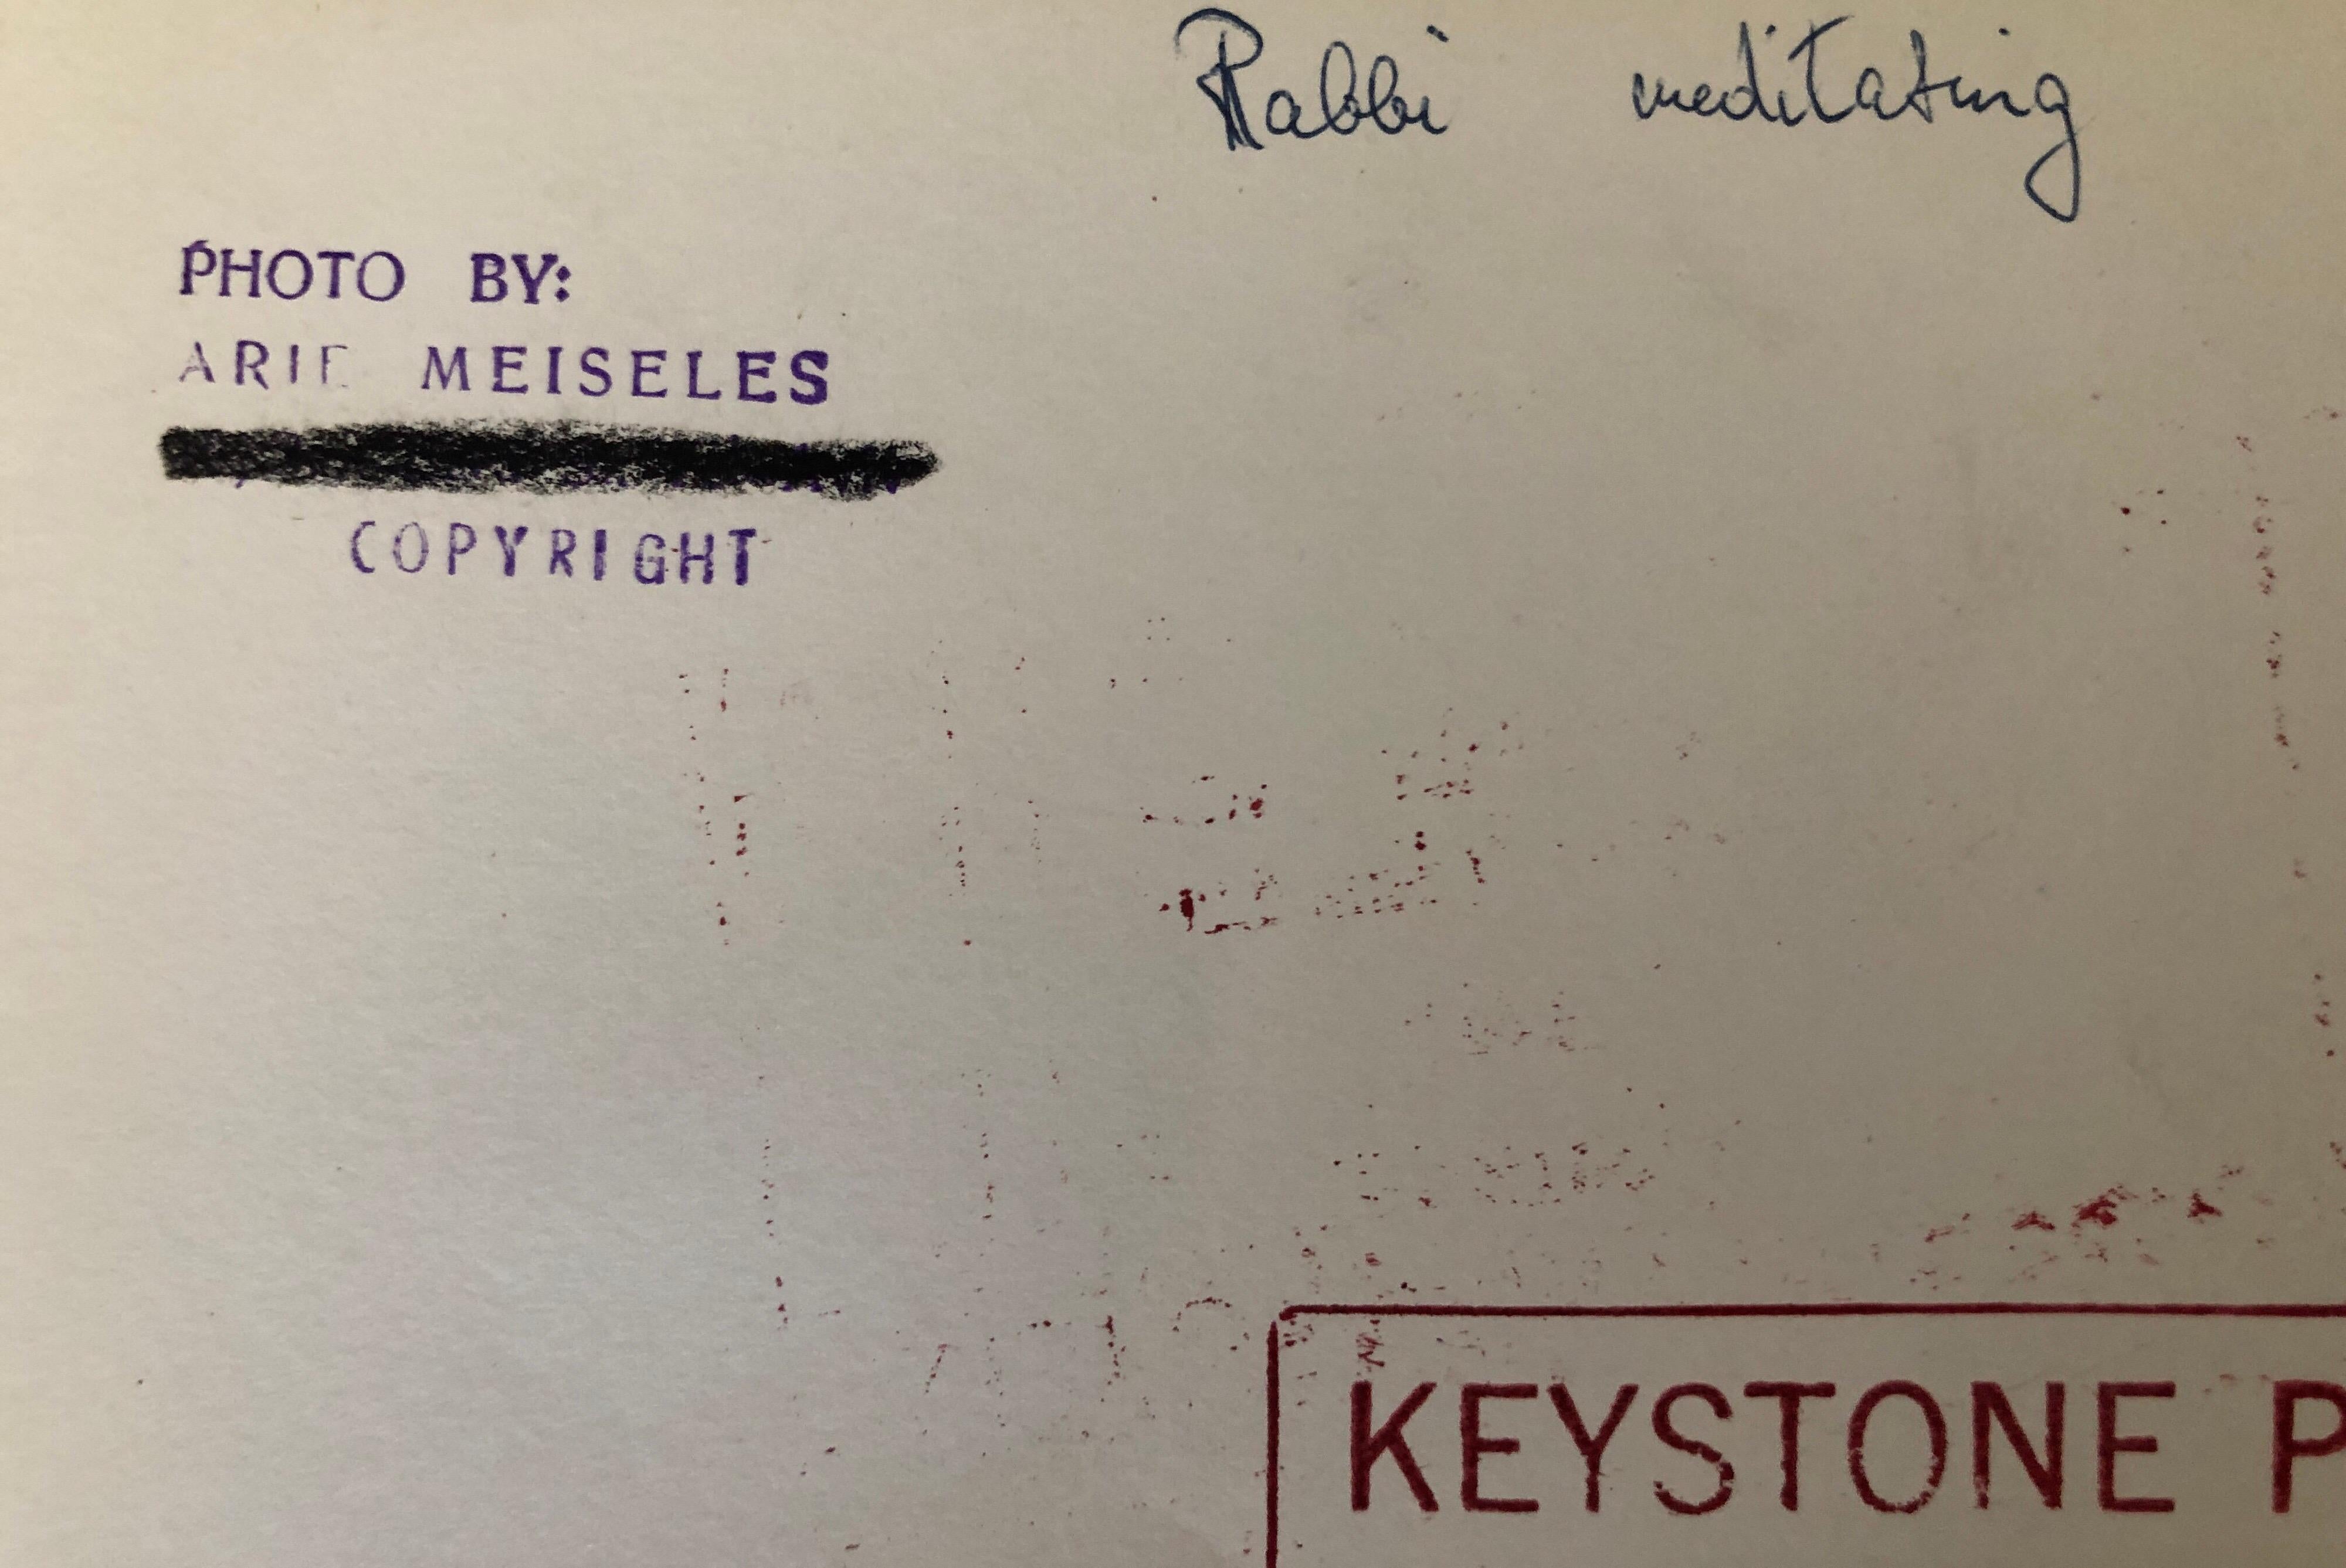 Rabbi meditating
PHOTO BY:
ARIE MEISELES
COPYRIGHT
KEYSTONE P